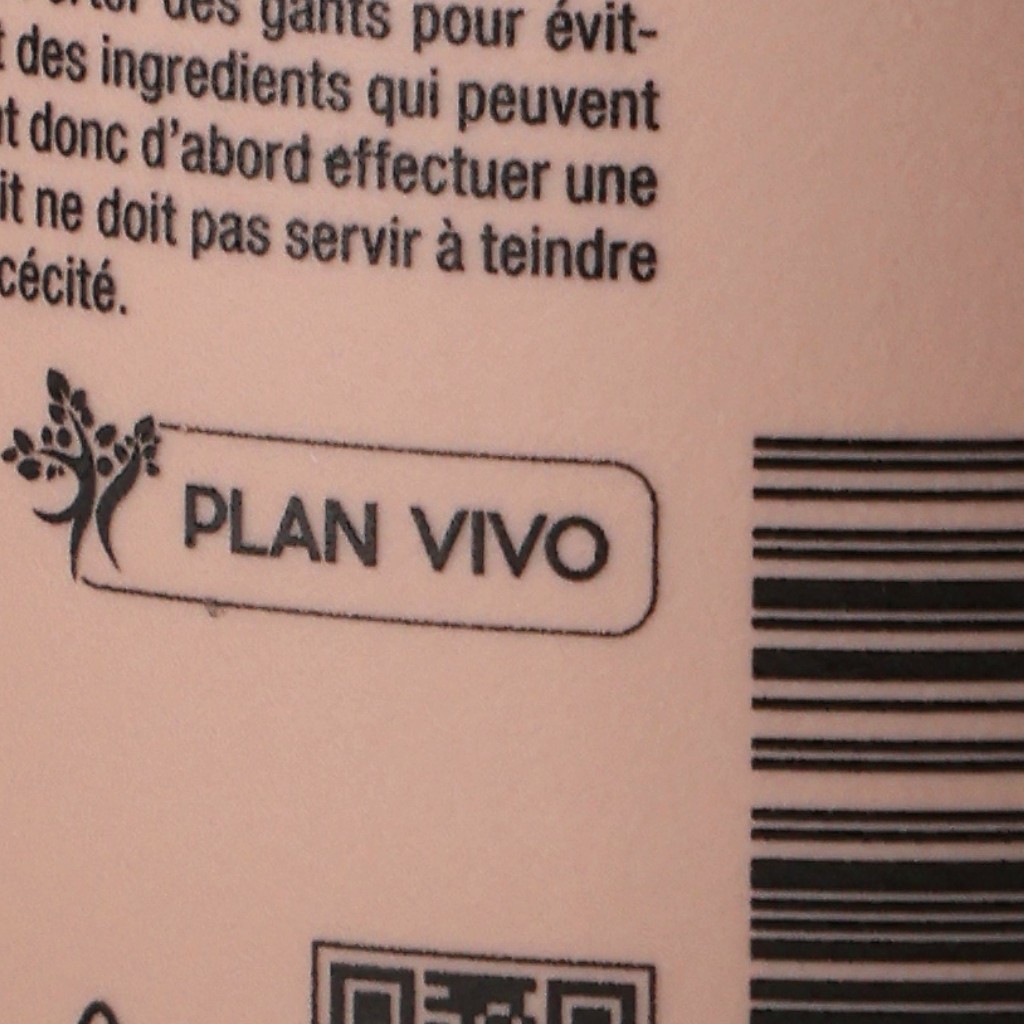 des gants pour évit-
des ingredients qui peuvent
donc d'abord effectuer une
ne doit pas servir à teindre
cécité.
PLAN VIVO